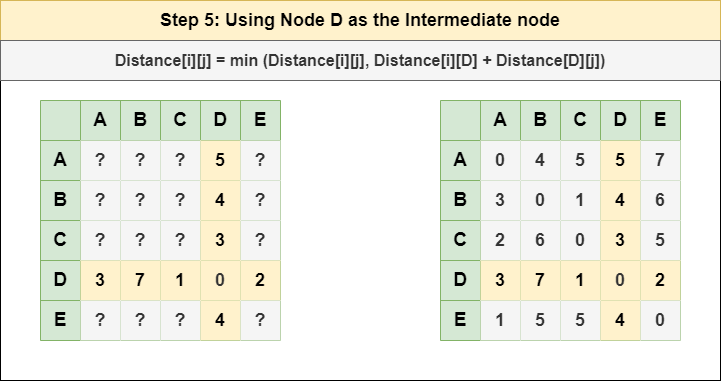 Step 5: Using Node D as the Intermediate node
Distance[i][j] = min (Distance[i][j], Distance[i][D] + Distance[D][j])
A B C D E
A ? ? ? 5 ?
B ? ? ? 4 ?
C ? ? ? 3 ?
D 3 7 1 0 2
E ? ? ? 4 ?
A B C D E
A 0 4 5 5 7
B 3 0 1 4 6
C 2 6 0 3 5
D 3 7 1 0 2
E 1 5 5 4 0